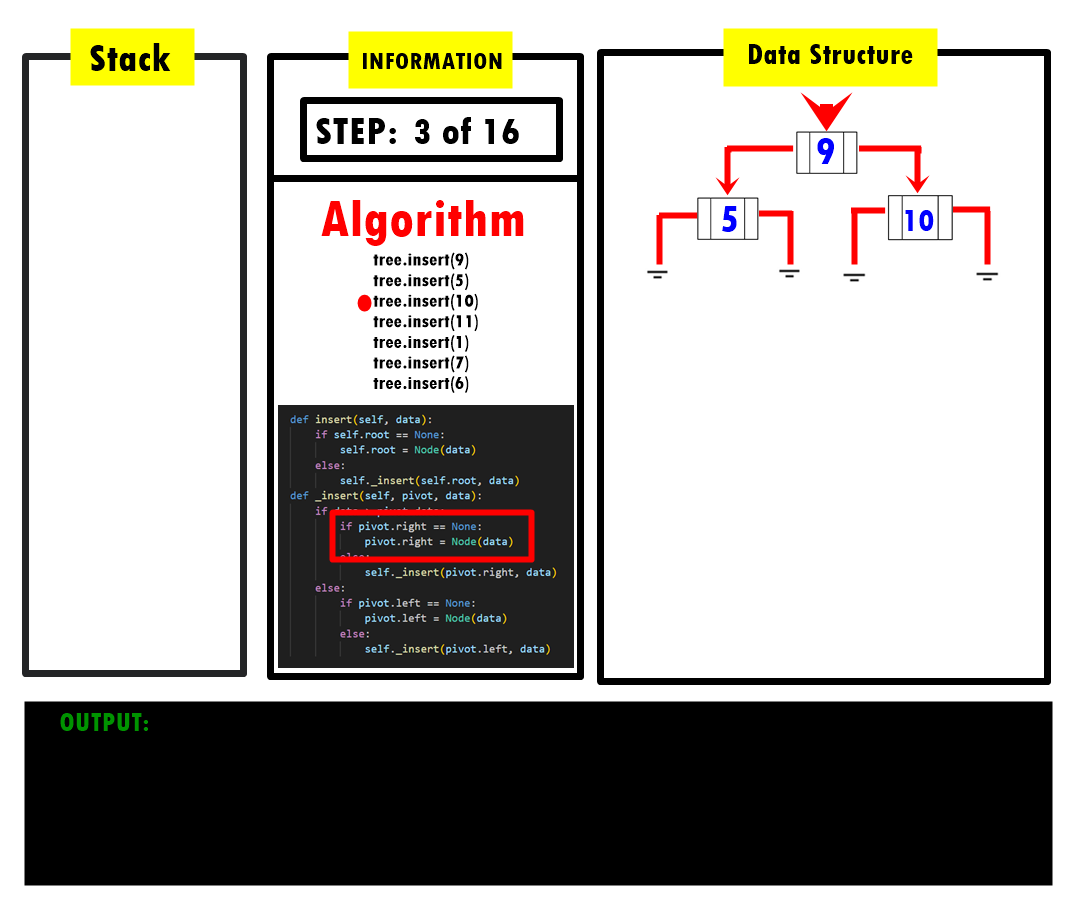 Stack
INFORMATION
STEP: 3 of 16
Algorithm
tree.insert(9)
tree.insert(5)
tree.insert(10)
tree.insert(11)
tree.insert(1)
tree.insert(7)
tree.insert(6)
def insert(self, data):
if self.root == None:
self.root = Node(data)
else:
self._insert(self.root, data)
def _insert(self, pivot, data):
if
if pivot.right == None:
pivot.right = Node(data)
else:
self._insert(pivot.right, data)
else:
if pivot.left == None:
pivot.left = Node(data)
else:
self._insert(pivot.left, data)
Data Structure
9
5
10
OUTPUT: